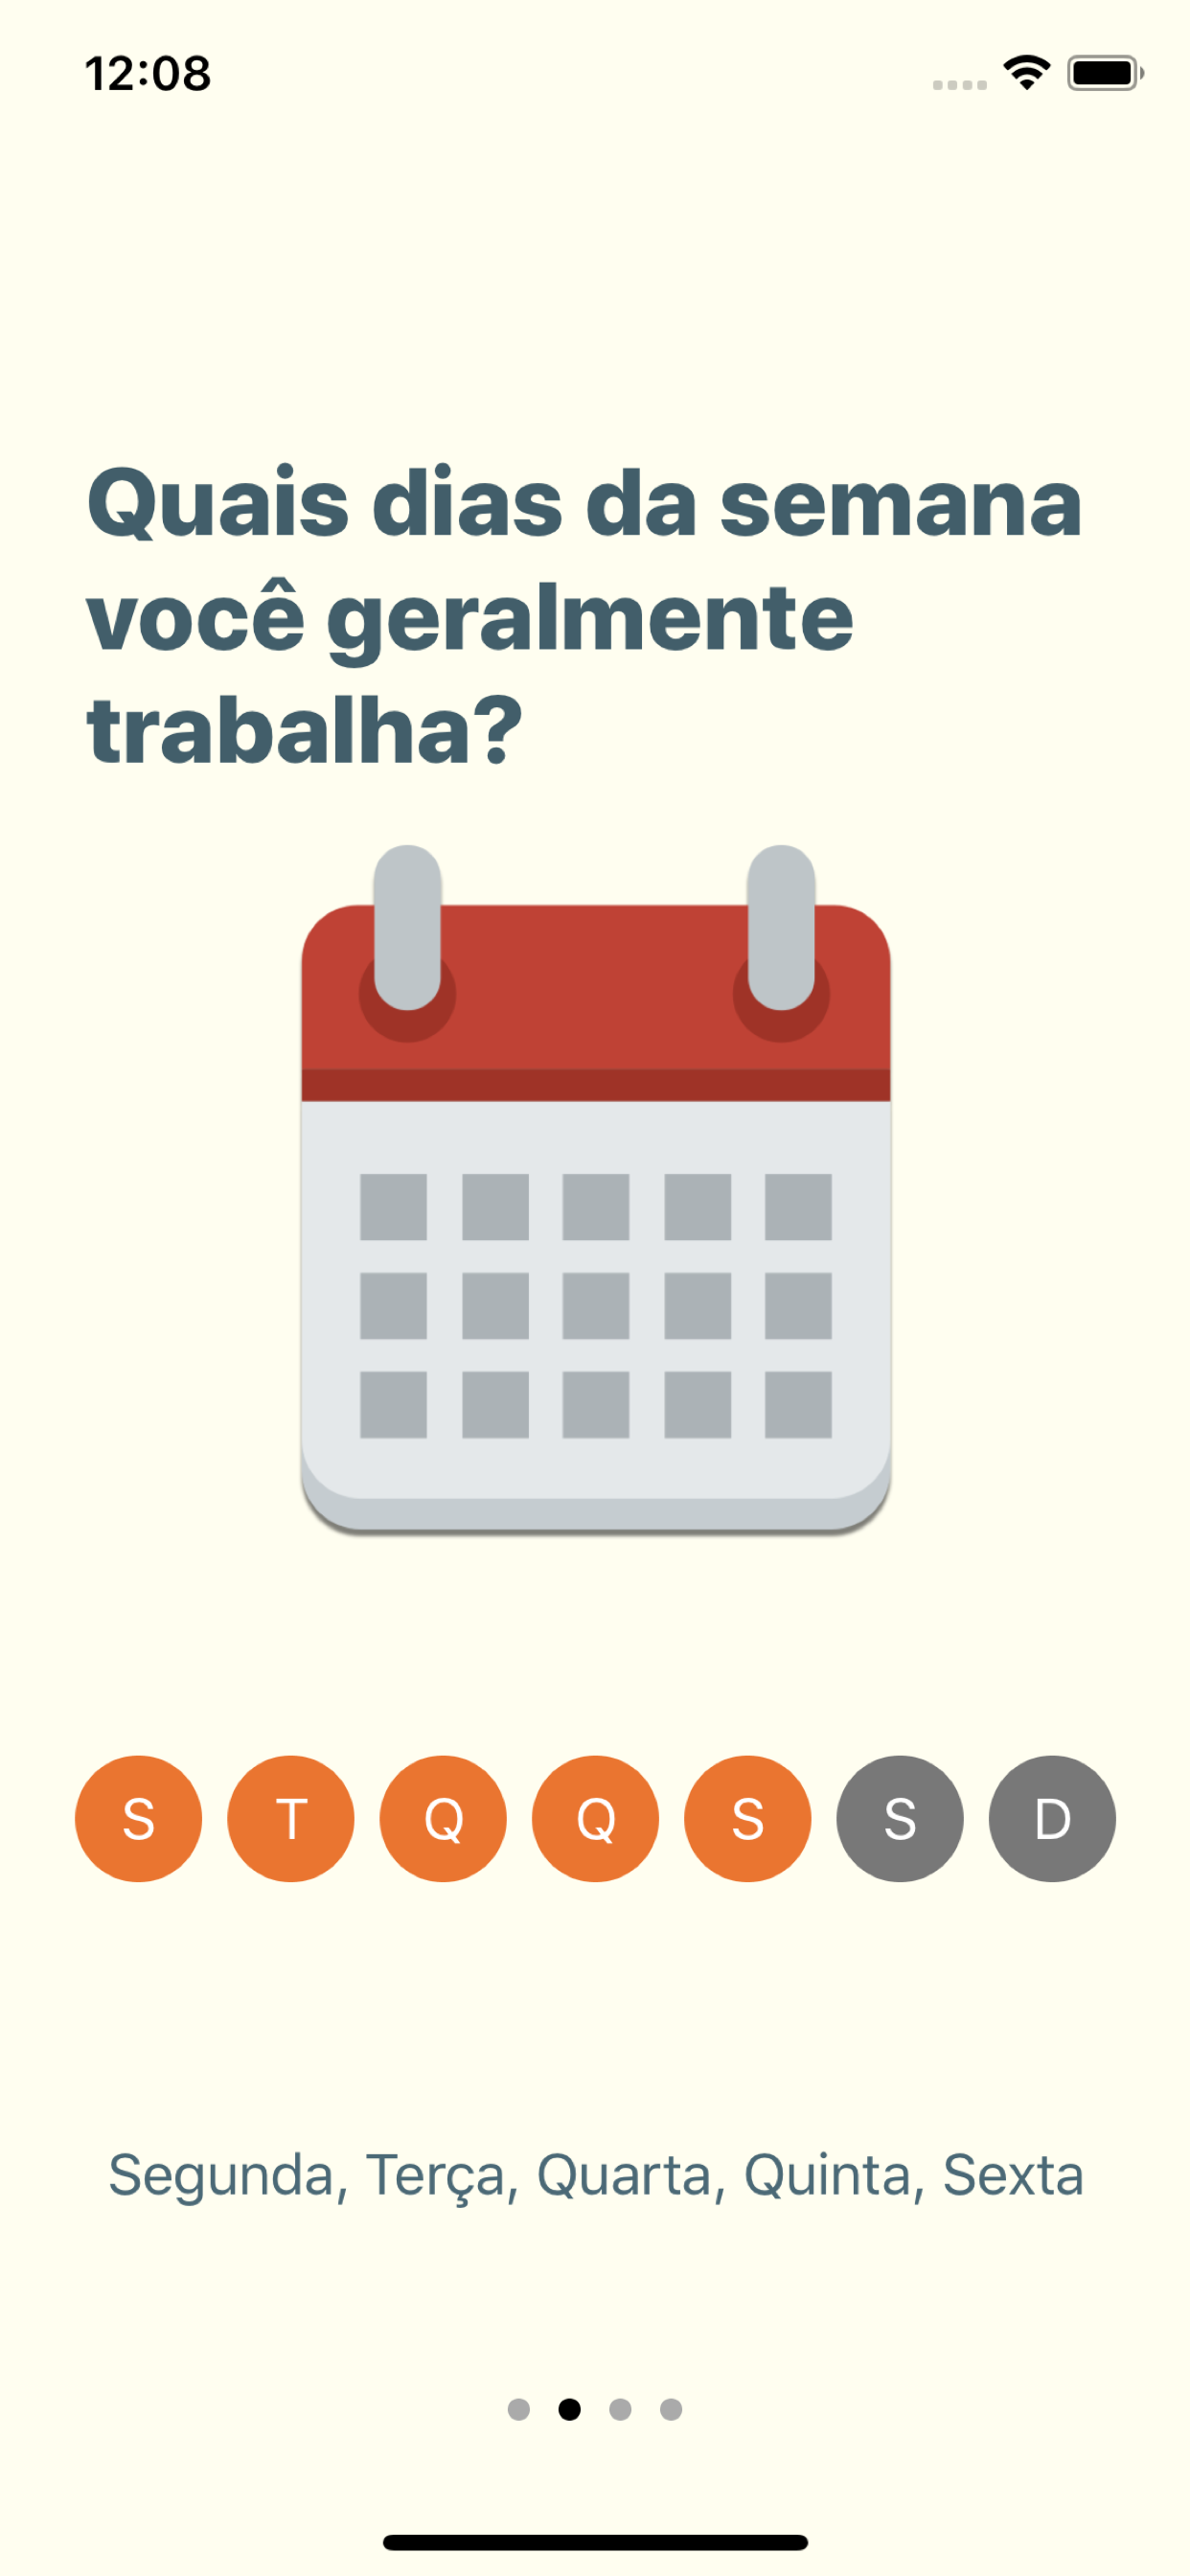 12:08
Quais dias da semana
você geralmente
trabalha?
S T Q Q S S D
Segunda, Terça, Quarta, Quinta, Sexta